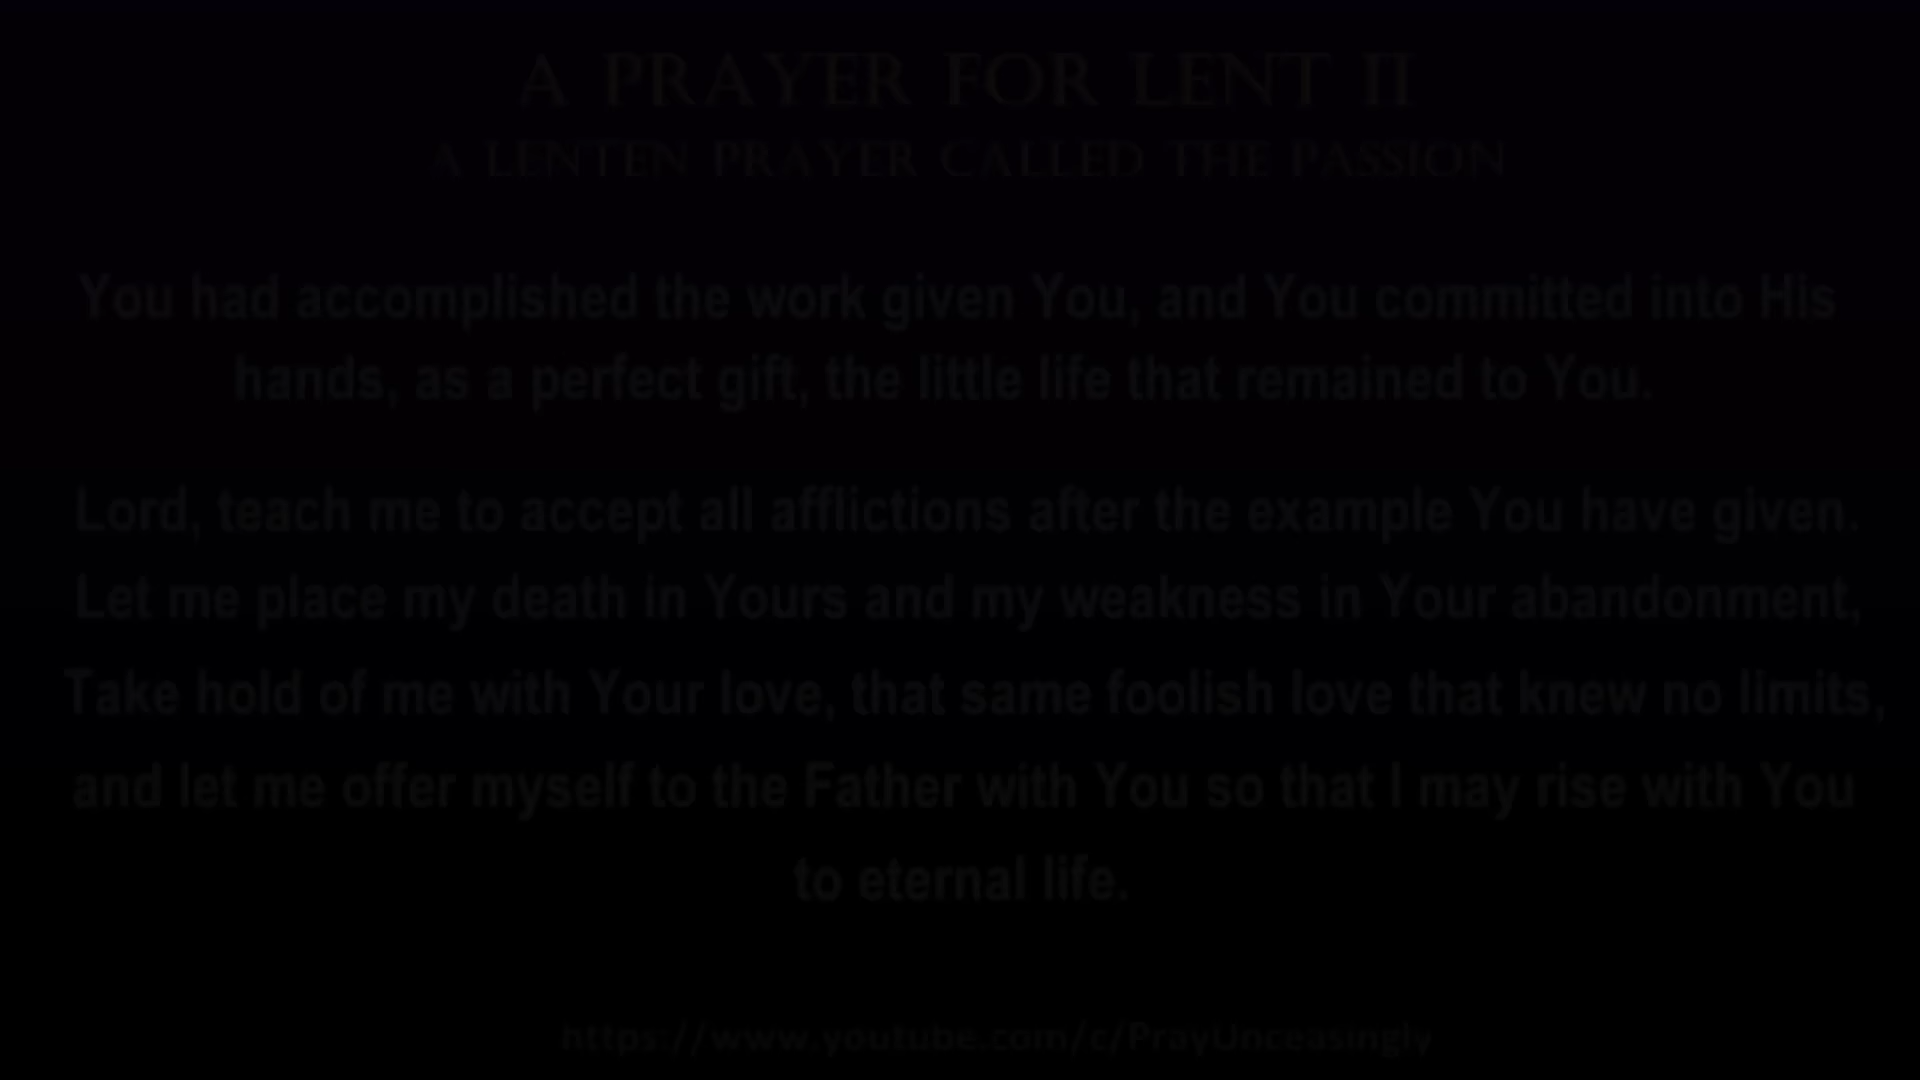 A PRAYER FOR LENT II
A LENTEN PRAYER CALLED THE PASSION
You had accomplished the work given You, and You committed into His
hands, as a perfect gift, the little life that remained to You.
Lord, teach me to accept all afflictions after the example You have given.
Let me place my death in Yours and my weakness in Your abandonment,
Take hold of me with Your love, that same foolish love that knew no limits,
and let me offer myself to the Father with You so that I may rise with You
to eternal life.
https://www.youtube.com/c/PrayUnceasingly